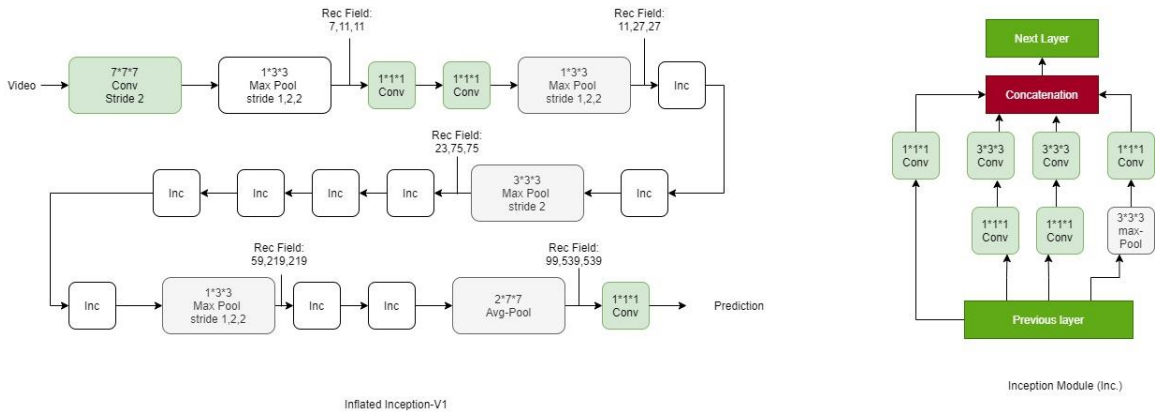 Rec Field:
7,11,11
Rec Field:
11,27,27
Video
7*7*7
Conv
Stride 2
1*3*3
Max Pool
stride 1,2,2
1*1*1
Conv
1*1*1
Conv
1*3*3
Max Pool
stride 1,2,2
Inc
Rec Field:
23,75,75
Inc
Inc
Inc
Inc
3*3*3
Max Pool
stride 2
Inc
Rec Field:
59,219,219
Rec Field:
99,539,539
Inc
1*3*3
Max Pool
stride 1,2,2
Inc
Inc
2*7*7
Avg-Pool
1*1*1
Conv
Prediction
Inflated Inception-V1
Next Layer
Concatenation
1*1*1
Conv
3*3*3
Conv
3*3*3
Conv
1*1*1
Conv
1*1*1
Conv
1*1*1
Conv
3*3*3
max-
Pool
Previous layer
Inception Module (Inc.)